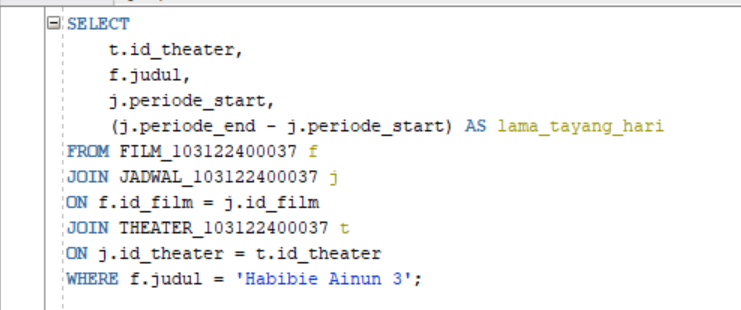 SELECT
t.id_theater,
f.judul,
j.periode_start,
(j.periode_end - j.periode_start) AS lama_tayang_hari
FROM FILM_103122400037 f
JOIN JADWAL_103122400037 j
ON f.id_film = j.id_film
JOIN THEATER_103122400037 t
ON j.id_theater = t.id_theater
WHERE f.judul = 'Habibie Ainun 3';